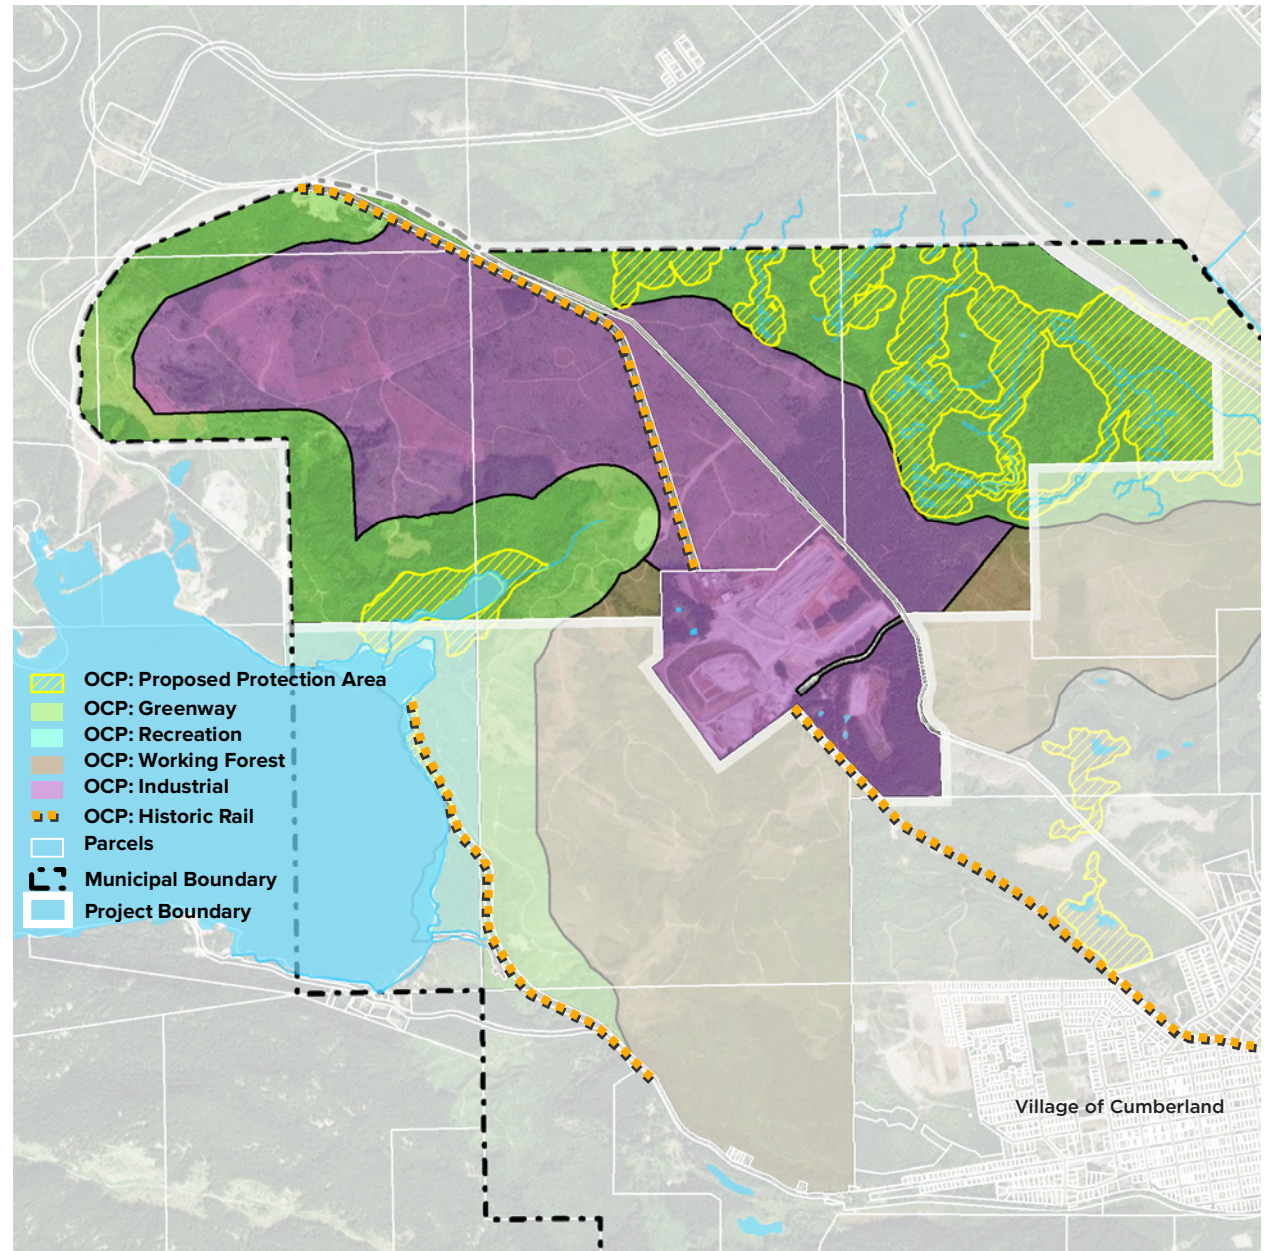 OCP: Proposed Protection Area
OCP: Greenway
OCP: Recreation
OCP: Working Forest
OCP: Industrial
OCP: Historic Rail
Parcels
Municipal Boundary
Project Boundary
Village of Cumberland